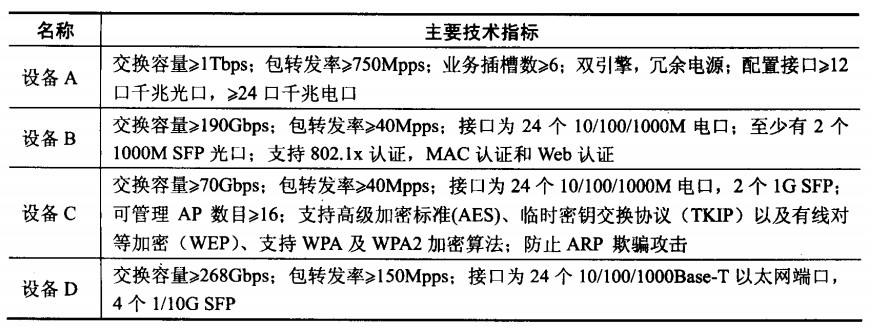 名称 主要技术指标
设备 A 交换容量≥1Tbps；包转发率≥750Mpps；业务插槽数≥6；双引擎，冗余电源；配置接口≥12
口千兆光口，≥24 口千兆电口
设备 B 交换容量≥190Gbps；包转发率≥40Mpps；接口为 24 个 10/100/1000M 电口；至少有 2 个
1000M SFP 光口；支持 802.1x 认证，MAC 认证和 Web 认证
设备 C 交换容量≥70Gbps；包转发率≥40Mpps；接口为 24 个 10/100/1000M 电口，2 个 1G SFP；
可管理 AP 数目≥16；支持高级加密标准(AES)、临时密钥交换协议（TKIP）以及有线对
等加密（WEP）、支持 WPA 及 WPA2 加密算法；防止 ARP 欺骗攻击
设备 D 交换容量≥268Gbps；包转发率≥150Mpps；接口为 24 个 10/100/1000Base-T 以太网端口，
4 个 1/10G SFP